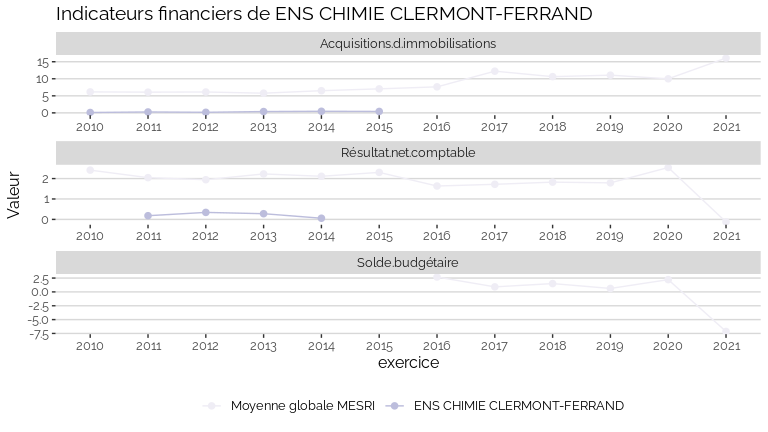 Indicateurs financiers de ENS CHIMIE CLERMONT-FERRAND
Acquisitions.d.immobilisations
15
10
5
0
2010 2011 2012 2013 2014 2015 2016 2017 2018 2019 2020 2021
Résultat.net.comptable
2
1
0
2010 2011 2012 2013 2014 2015 2016 2017 2018 2019 2020 2021
Solde.budgétaire
2.5
0.0
-2.5
-5.0
-7.5
2010 2011 2012 2013 2014 2015 2016 2017 2018 2019 2020 2021
Valeur
exercice
Moyenne globale MESRI ENS CHIMIE CLERMONT-FERRAND